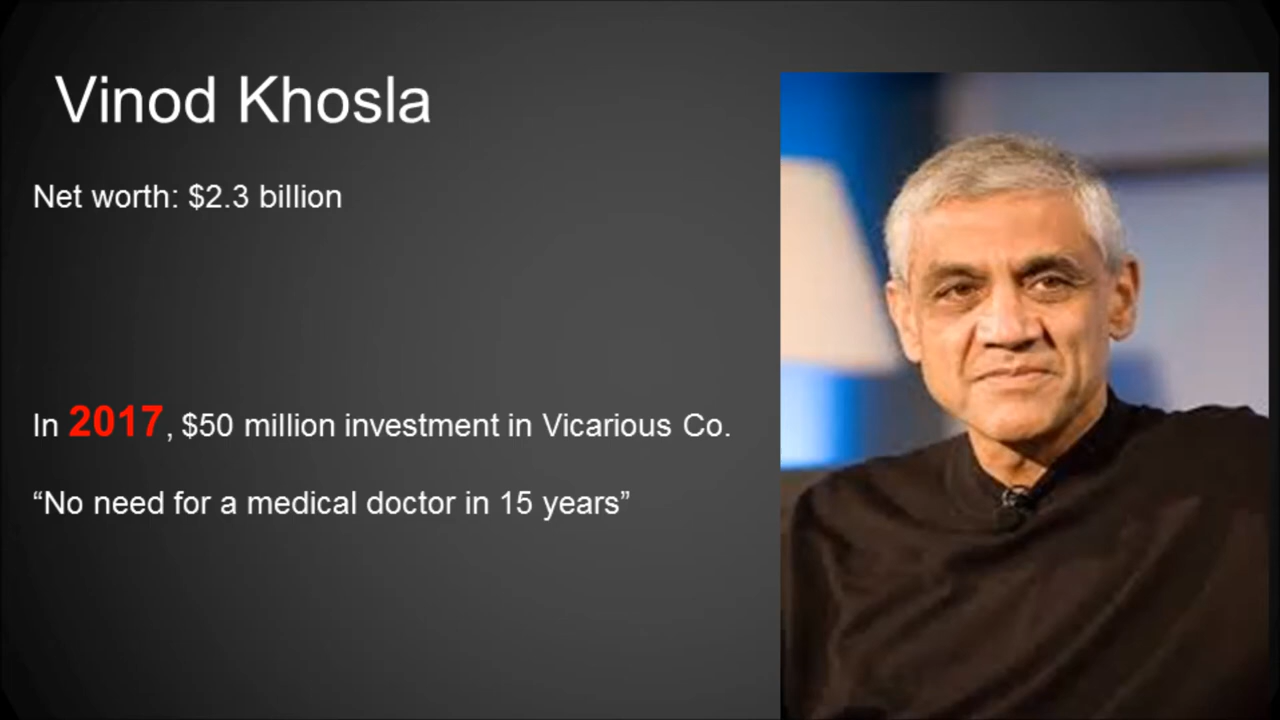 Vinod Khosla
Net worth: $2.3 billion
In 2017, $50 million investment in Vicarious Co.
“No need for a medical doctor in 15 years”